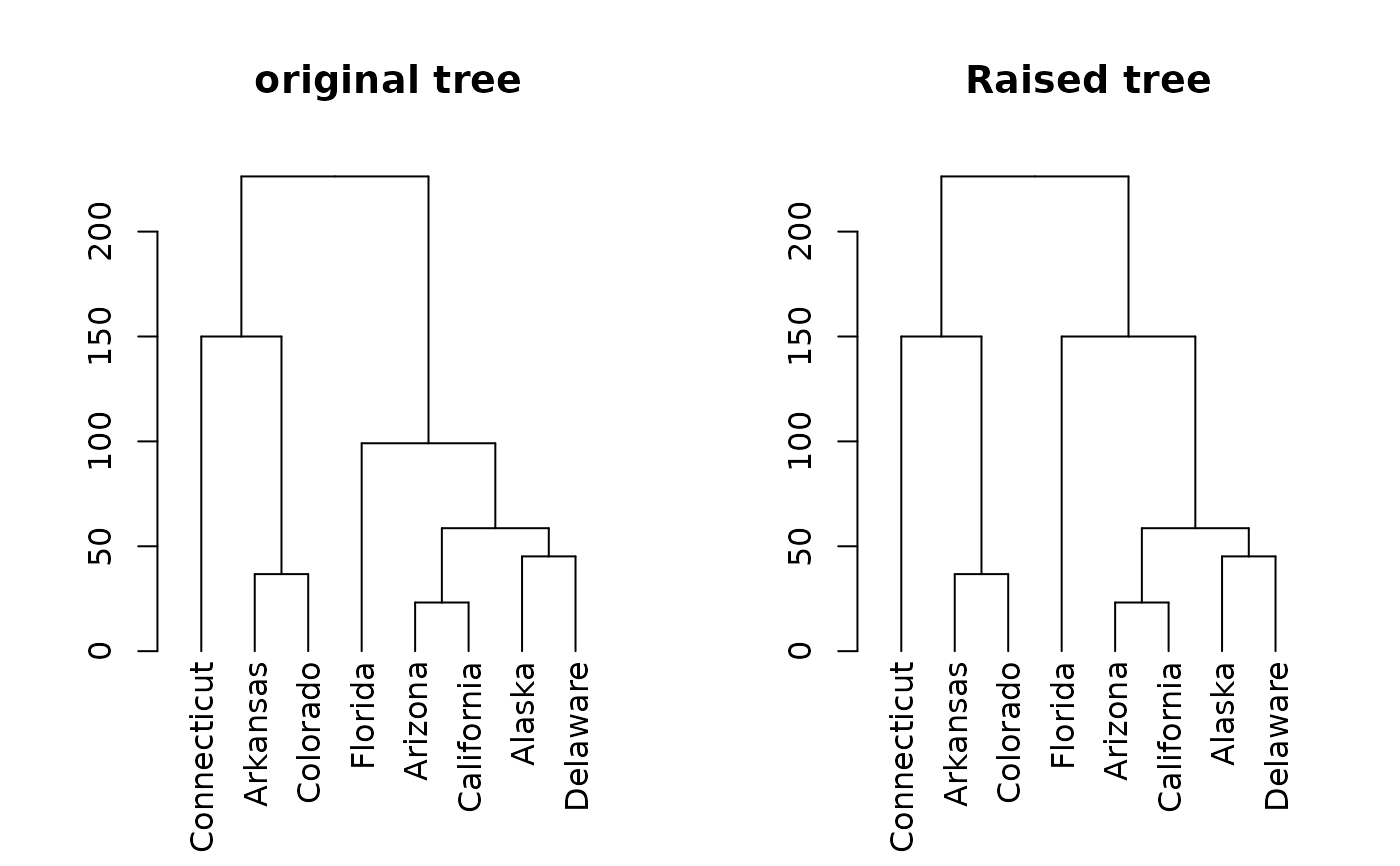 original tree
200
150
100
50
0
Connecticut
Arkansas
Colorado
Florida
Arizona
California
Alaska
Delaware
Raised tree
200
150
100
50
0
Connecticut
Arkansas
Colorado
Florida
Arizona
California
Alaska
Delaware